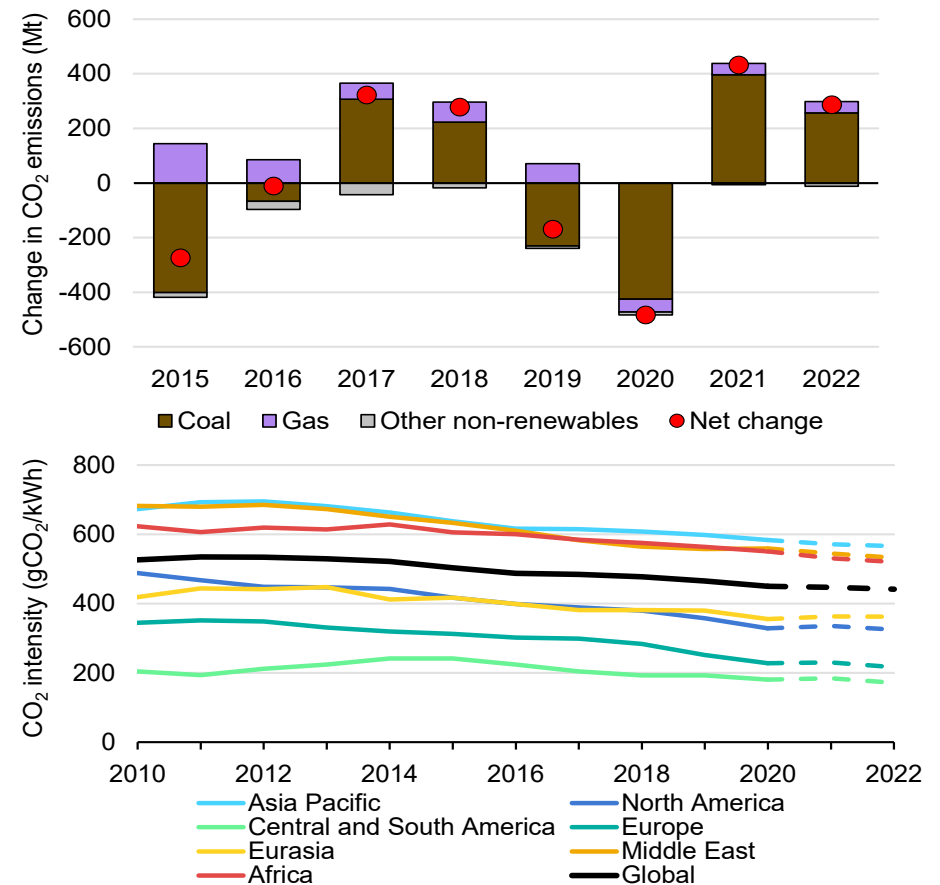 Change in CO₂ emissions (Mt)
600
400
200
0
-200
-400
-600
2015 2016 2017 2018 2019 2020 2021 2022
Coal Gas Other non-renewables Net change
CO₂ intensity (gCO₂/kWh)
800
600
400
200
0
2010 2012 2014 2016 2018 2020 2022
Asia Pacific North America
Central and South America Europe
Eurasia Middle East
Africa Global